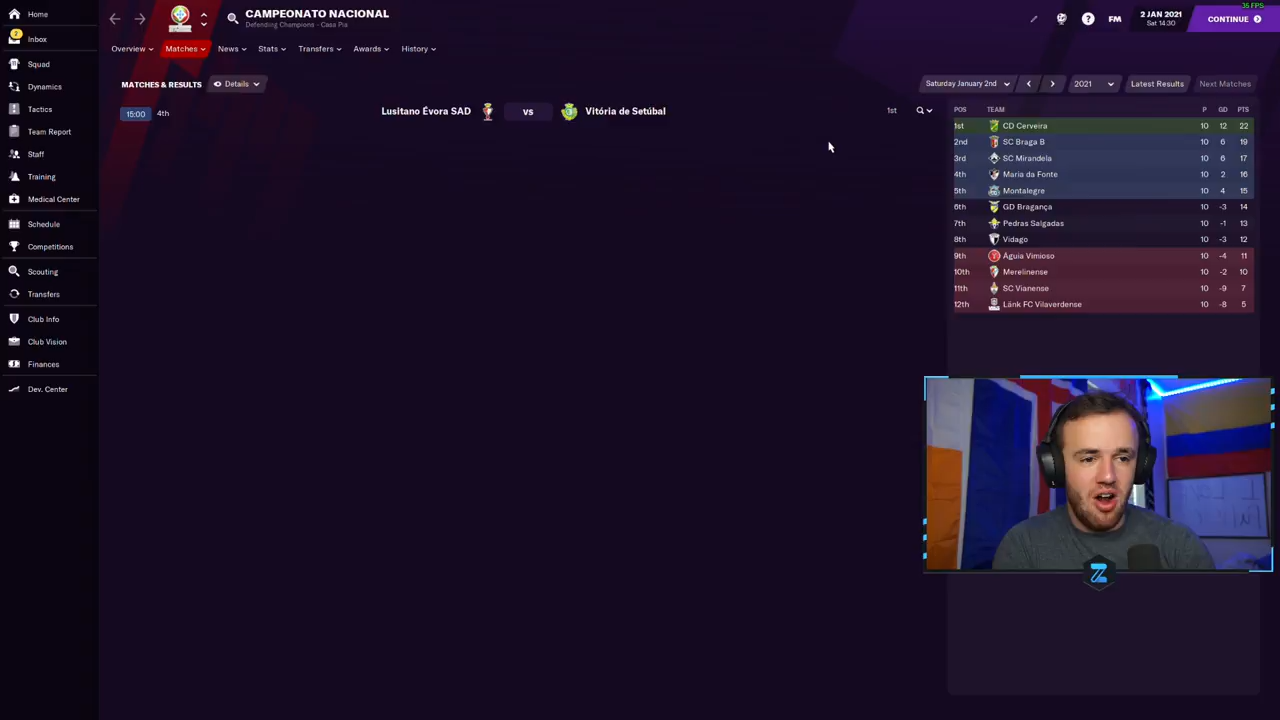 36 FPS
CAMPEONATO NACIONAL
Defending Champions - Casa Pia
2 JAN 2021
Sat 14:30
FM
CONTINUE
Home
Inbox
2
Squad
Dynamics
Tactics
Team Report
Staff
Training
Medical Center
Schedule
Competitions
Scouting
Transfers
Club Info
Club Vision
Finances
Dev. Center
Overview
Matches
News
Stats
Transfers
Awards
History
MATCHES & RESULTS
Details
Saturday January 2nd
2021
Latest Results
Next Matches
15:00 4th Lusitano Évora SAD vs Vitória de Setúbal 1st
POS TEAM P GD PTS
1st CD Cerveira 10 12 22
2nd SC Braga B 10 6 19
3rd SC Mirandela 10 6 17
4th Maria da Fonte 10 2 16
5th Montalegre 10 4 15
6th GD Bragança 10 -3 14
7th Pedras Salgadas 10 -1 13
8th Vidago 10 -3 12
9th Águia Vimioso 10 -4 11
10th Merelinense 10 -2 10
11th SC Vianense 10 -9 7
12th Länk FC Vilaverdense 10 -8 5